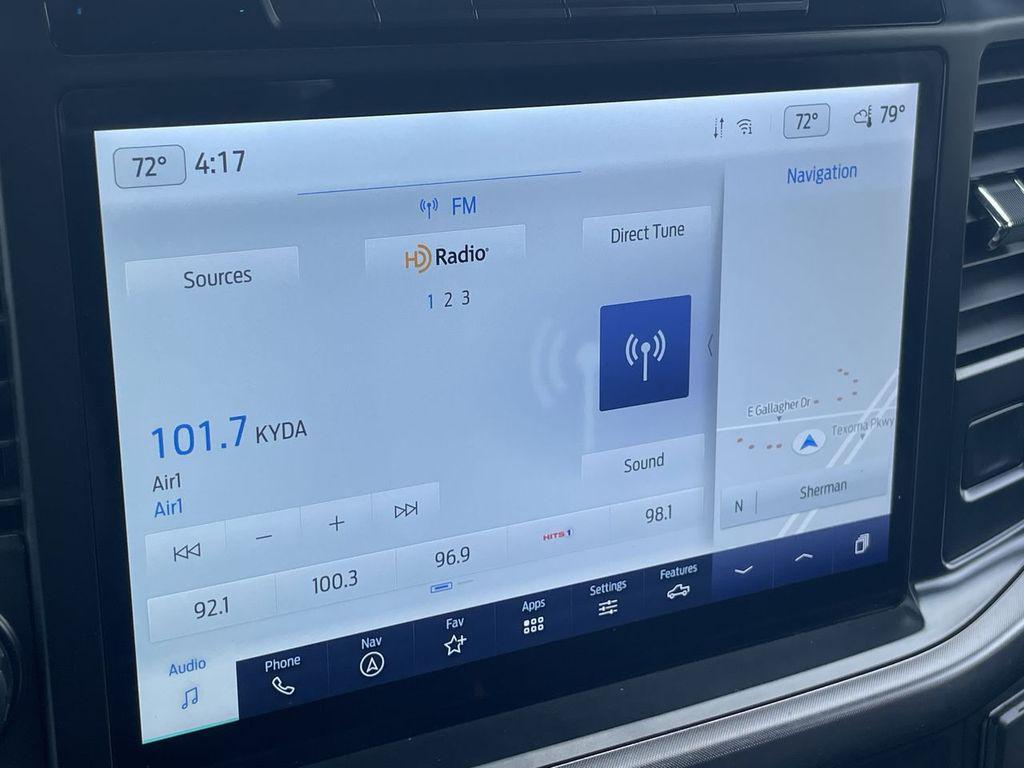 72° 4:17
72° 79°
FM
Navigation
Sources
HD Radio
Direct Tune
1 2 3
101.7 KYDA
Air1
Air1
E Gallagher Dr
Texoma Pkwy
Sound
N
Sherman
92.1 100.3 96.9 HITS 1 98.1
Audio Phone Nav Fav Apps Settings Features